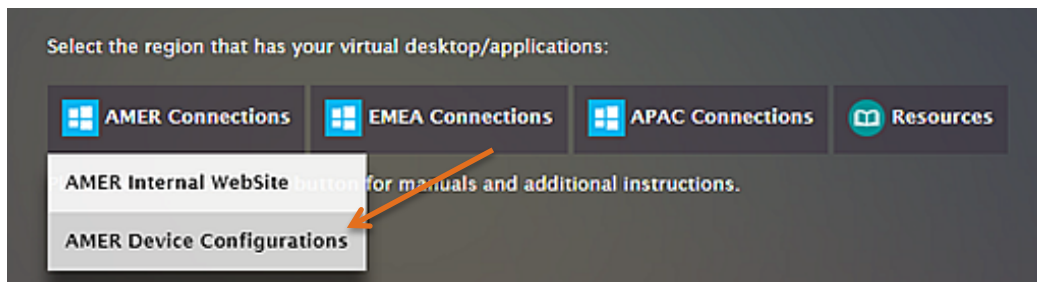 Select the region that has your virtual desktop/applications:
AMER Connections EMEA Connections APAC Connections Resources
AMER Internal WebSite
button for manuals and additional instructions.
AMER Device Configurations